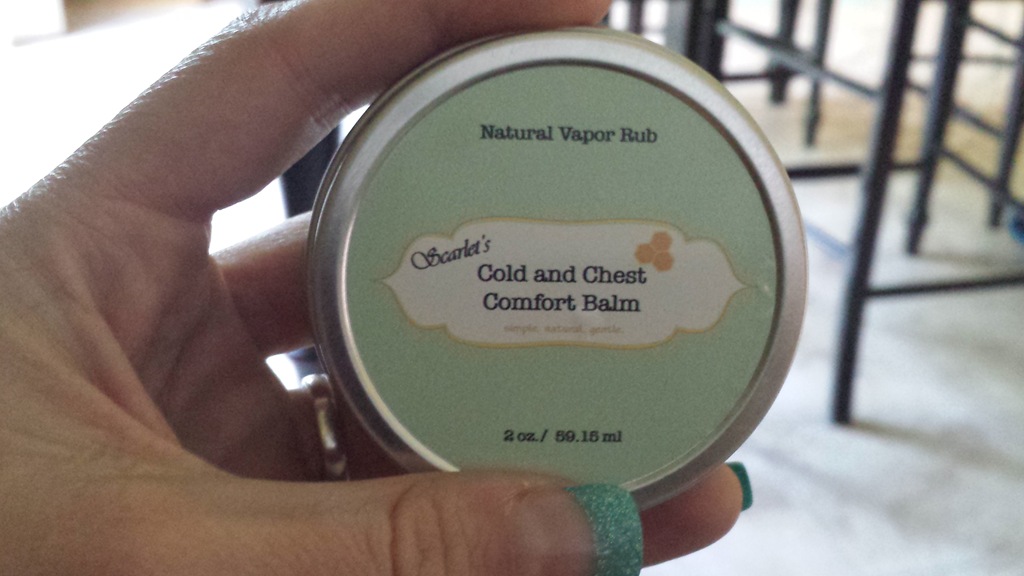 Natural Vapor Rub
Scarlet's
Cold and Chest
Comfort Balm
simple. natural. gentle.
2 oz./ 59.15 ml